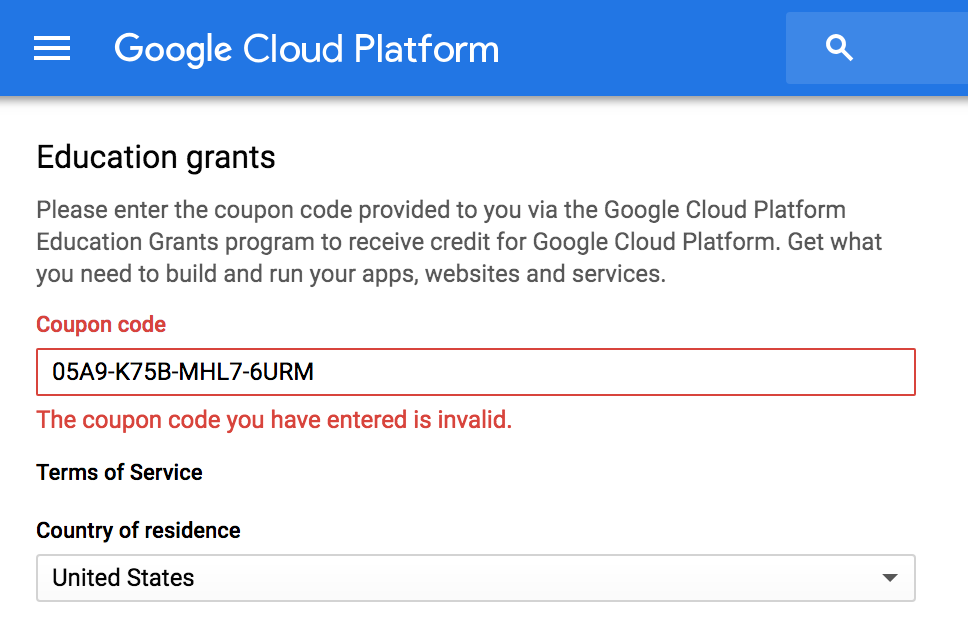 Google Cloud Platform
Education grants
Please enter the coupon code provided to you via the Google Cloud Platform
Education Grants program to receive credit for Google Cloud Platform. Get what
you need to build and run your apps, websites and services.
Coupon code
05A9-K75B-MHL7-6URM
The coupon code you have entered is invalid.
Terms of Service
Country of residence
United States